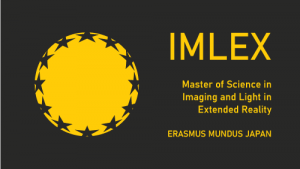 IMLEX
Master of Science in
Imaging and Light in
Extended Reality
ERASMUS MUNDUS JAPAN